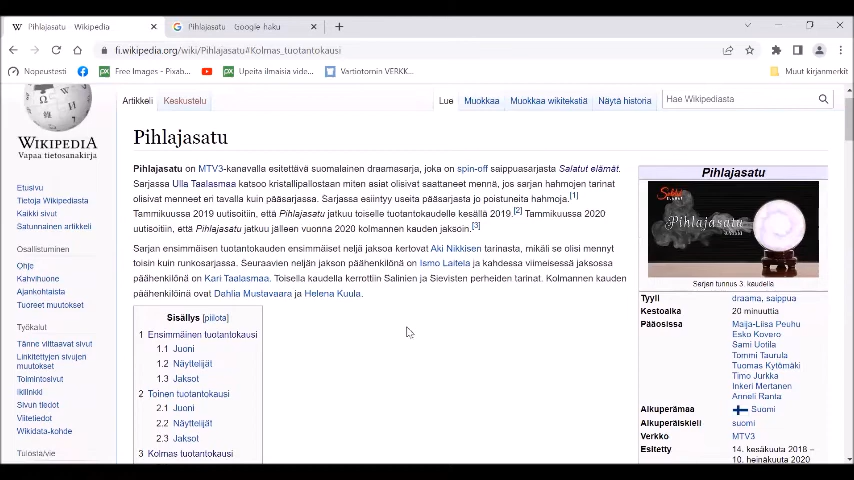 Pihlajasatu Wikipedia
Pihlajasatu Google haku
fi.wikipedia.org/wiki/Pihlajasatu#Kolmas_tuotantokausi
Nopeustesti
Free Images - Pixab...
Upeita ilmaisia vide...
Vartiotornin VERKK...
Muut kirjanmerkit
WIKIPEDIA
Vapaa tietosanakirja
Etusivu
Tietoja Wikipediasta
Kaikki sivut
Satunnainen artikkeli
Osallistuminen
Ohje
Kahvihuone
Ajankohtaista
Tuoreet muutokset
Työkalut
Tänne viittaavat sivut
Linkitettyjen sivujen
muutokset
Toimintosivut
Ikilinkki
Sivun tiedot
Viitetiedot
Wikidata-kohde
Tulosta/vie
Artikkeli Keskustelu
Lue Muokkaa Muokkaa wikitekstiä Näytä historia
Hae Wikipediasta
Pihlajasatu
Pihlajasatu on MTV3-kanavalla esitettävä suomalainen draamasarja, joka on spin-off saippuasarjasta Salatut elämät.
Sarjassa Ulla Taalasmaa katsoo kristallipallostaan miten asiat olisivat saattaneet mennä, jos sarjan hahmojen tarinat
olisivat menneet eri tavalla kuin pääsarjassa. Sarjassa esiintyy useita pääsarjasta jo poistuneita hahmoja.[1]
Tammikuussa 2019 uutisoitiin, että Pihlajasatu jatkuu toiselle tuotantokaudelle kesällä 2019.[2] Tammikuussa 2020
uutisoitiin, että Pihlajasatu jatkuu jälleen vuonna 2020 kolmannen kauden jaksoin.[3]
Sarjan ensimmäisen tuotantokauden ensimmäiset neljä jaksoa kertovat Aki Nikkisen tarinasta, mikäli se olisi mennyt
toisin kuin runkosarjassa. Seuraavien neljän jakson päähenkilönä on Ismo Laitela ja kahdessa viimeisessä jaksossa
päähenkilönä on Kari Taalasmaa. Toisella kaudella kerrottiin Salinien ja Sievisten perheiden tarinat. Kolmannen kauden
päähenkilöinä ovat Dahlia Mustavaara ja Helena Kuula.
Sisällys [piilota]
1 Ensimmäinen tuotantokausi
1.1 Juoni
1.2 Näyttelijät
1.3 Jaksot
2 Toinen tuotantokausi
2.1 Juoni
2.2 Näyttelijät
2.3 Jaksot
3 Kolmas tuotantokausi
Pihlajasatu
Pihlajasatu
Sarjan tunnus 3. kaudella
Tyyli draama, saippua
Kestoaika 20 minuuttia
Pääosissa Maija-Liisa Peuhu
Esko Kovero
Sami Uotila
Tommi Taurula
Tuomas Kytömäki
Timo Jurkka
Inkeri Mertanen
Anneli Ranta
Alkuperämaa Suomi
Alkuperäiskieli suomi
Verkko MTV3
Esitetty 14. kesäkuuta 2018 –
10. heinäkuuta 2020